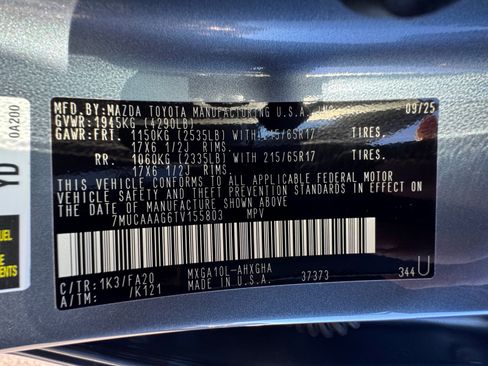 MFD.BY:MAZDA TOYOTA MANUFACTURING U.S.A.,INC. 09/25
GVWR:1945KG (4290LB)
GAWR:FRT. 1150KG (2535LB) WITH 215/65R17 TIRES.
17X6 1/2J RIMS.
RR. 1060KG (2335LB) WITH 215/65R17 TIRES.
17X6 1/2J RIMS.
THIS VEHICLE CONFORMS TO ALL APPLICABLE FEDERAL MOTOR
VEHICLE SAFETY AND THEFT PREVENTION STANDARDS IN EFFECT
ON THE DATE OF MANUFACTURE SHOWN ABOVE
7MUCAAAG6TV155803 MPV
C/TR:1K3/FA20 MXGA10L-AHXGHA 37373 344U
A/TM: /K121 MADE IN U.S.A.
0A200
YD